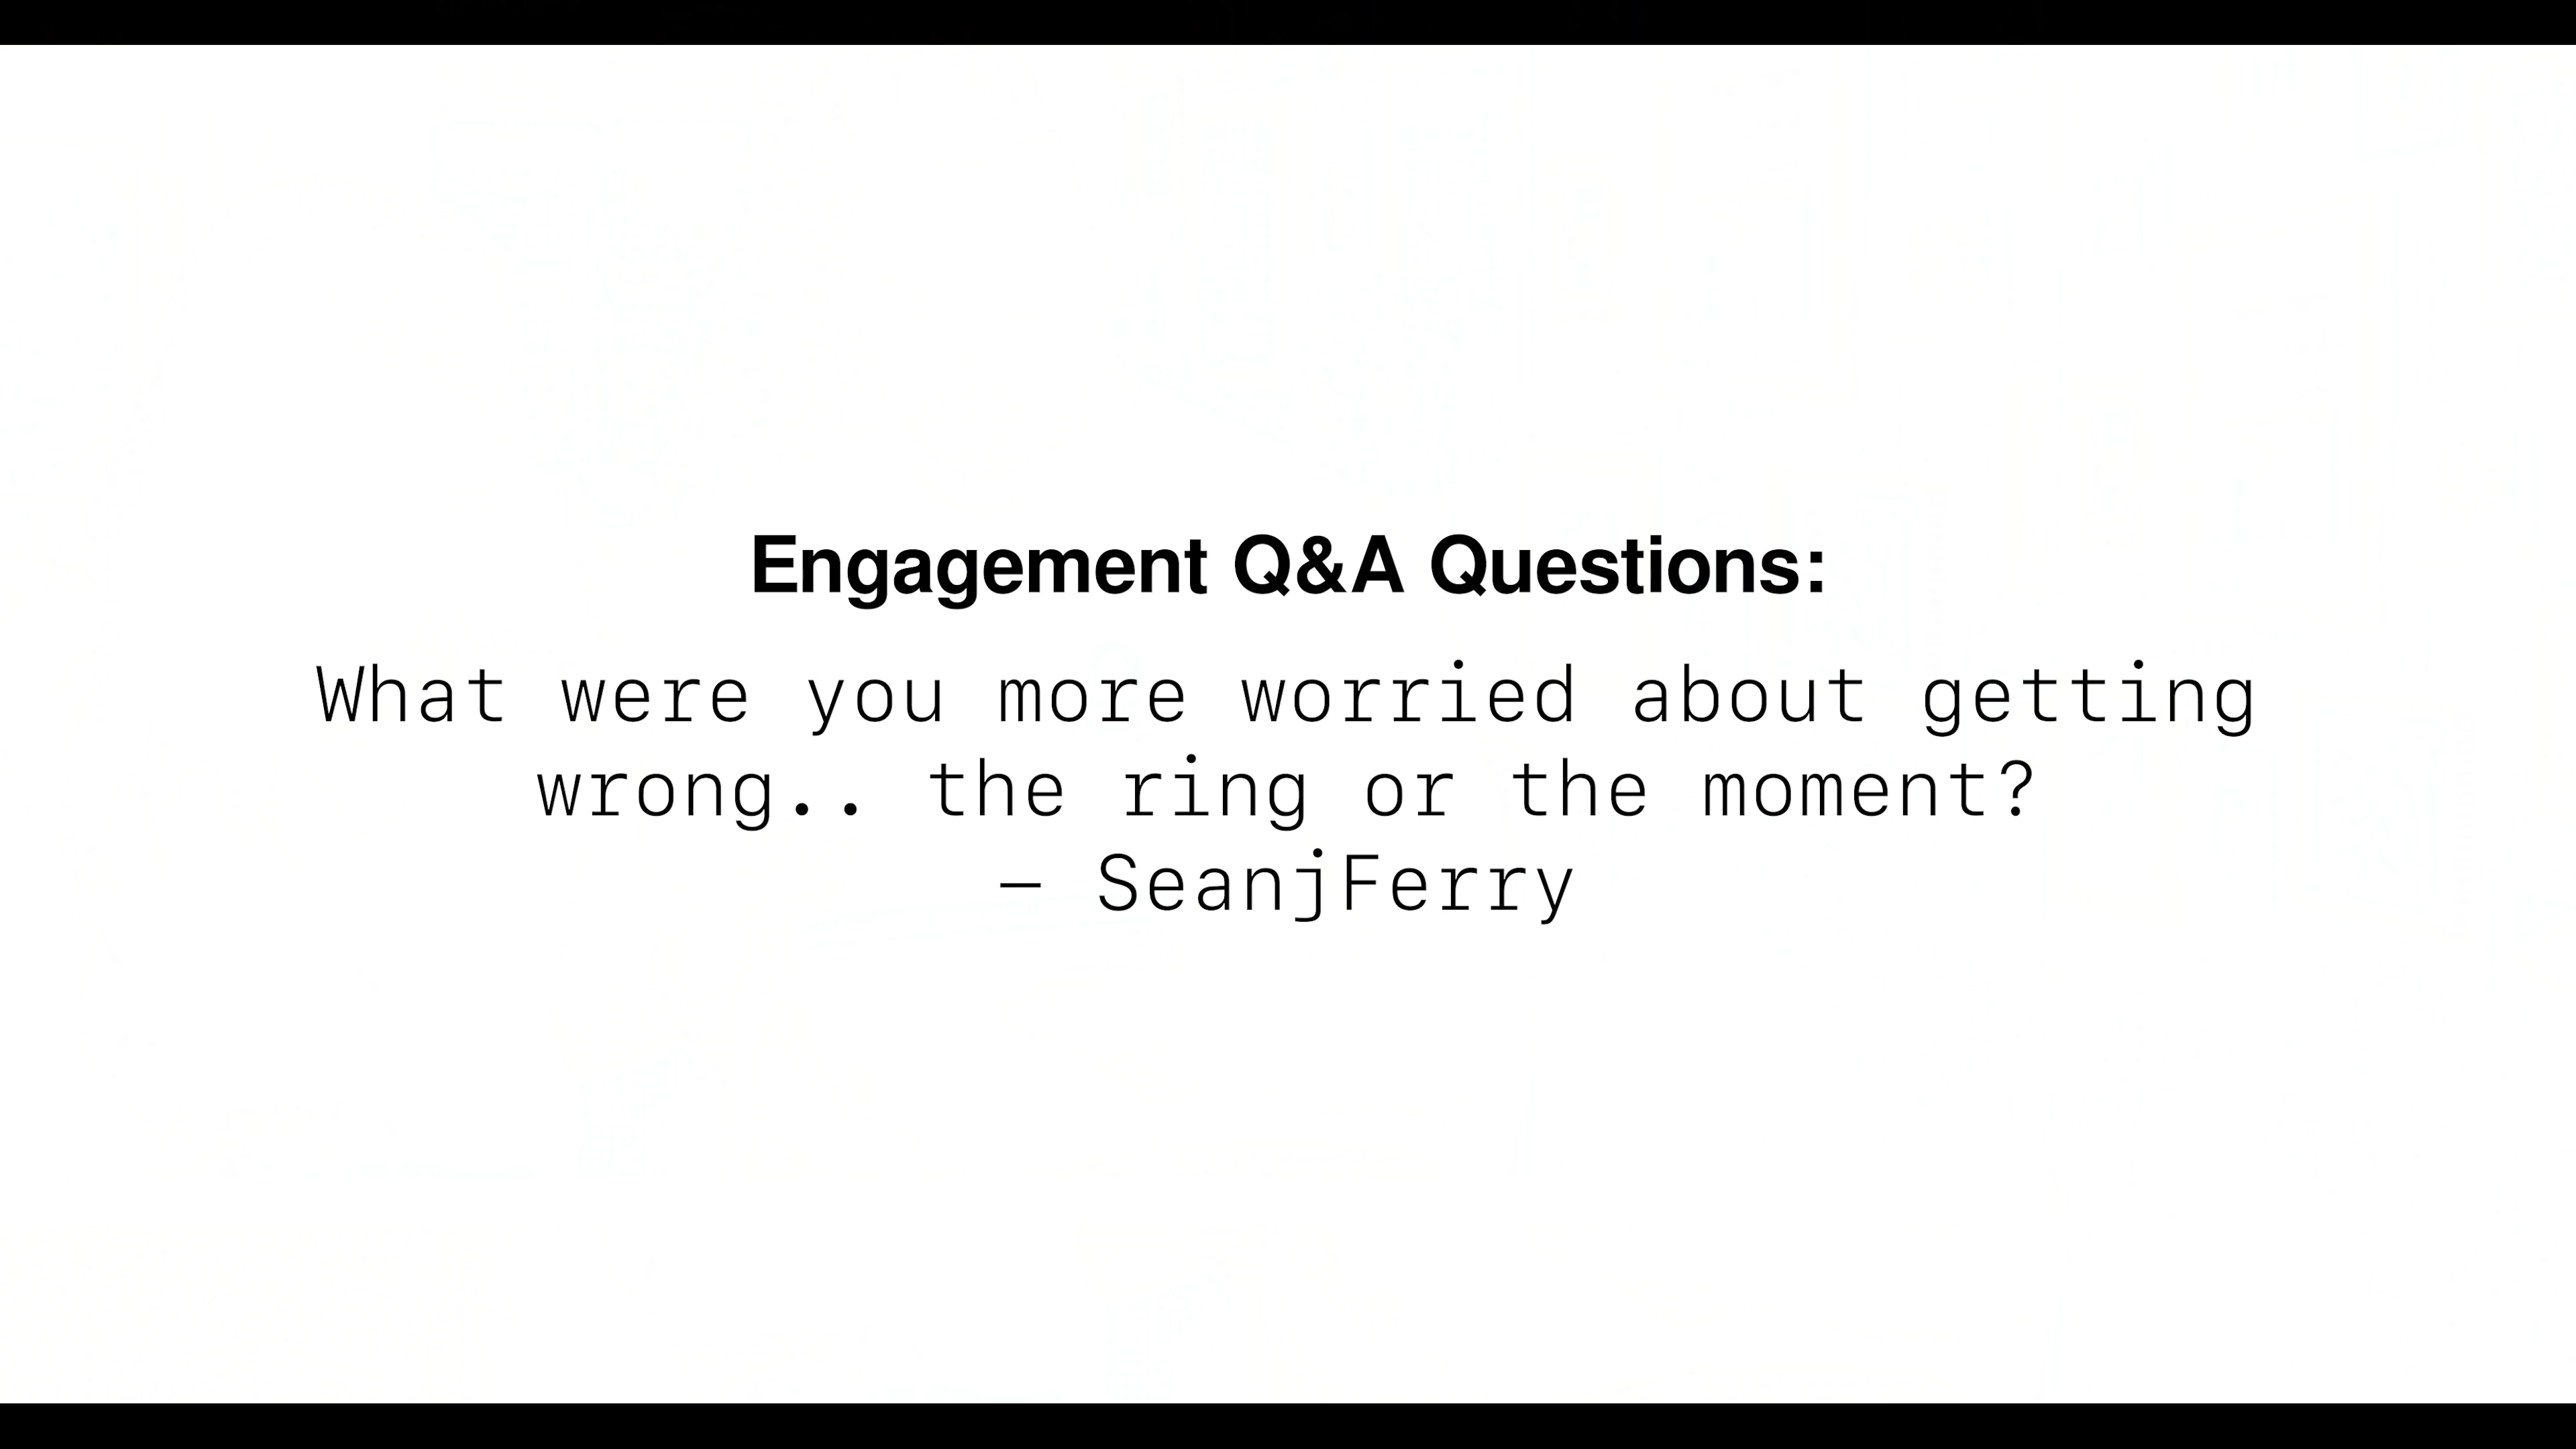 Engagement Q&A Questions:
What were you more worried about getting
wrong.. the ring or the moment?
– SeanjFerry